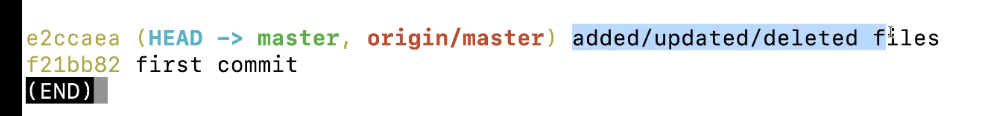 e2ccaea (HEAD -> master, origin/master) added/updated/deleted files
f21bb82 first commit
(END)